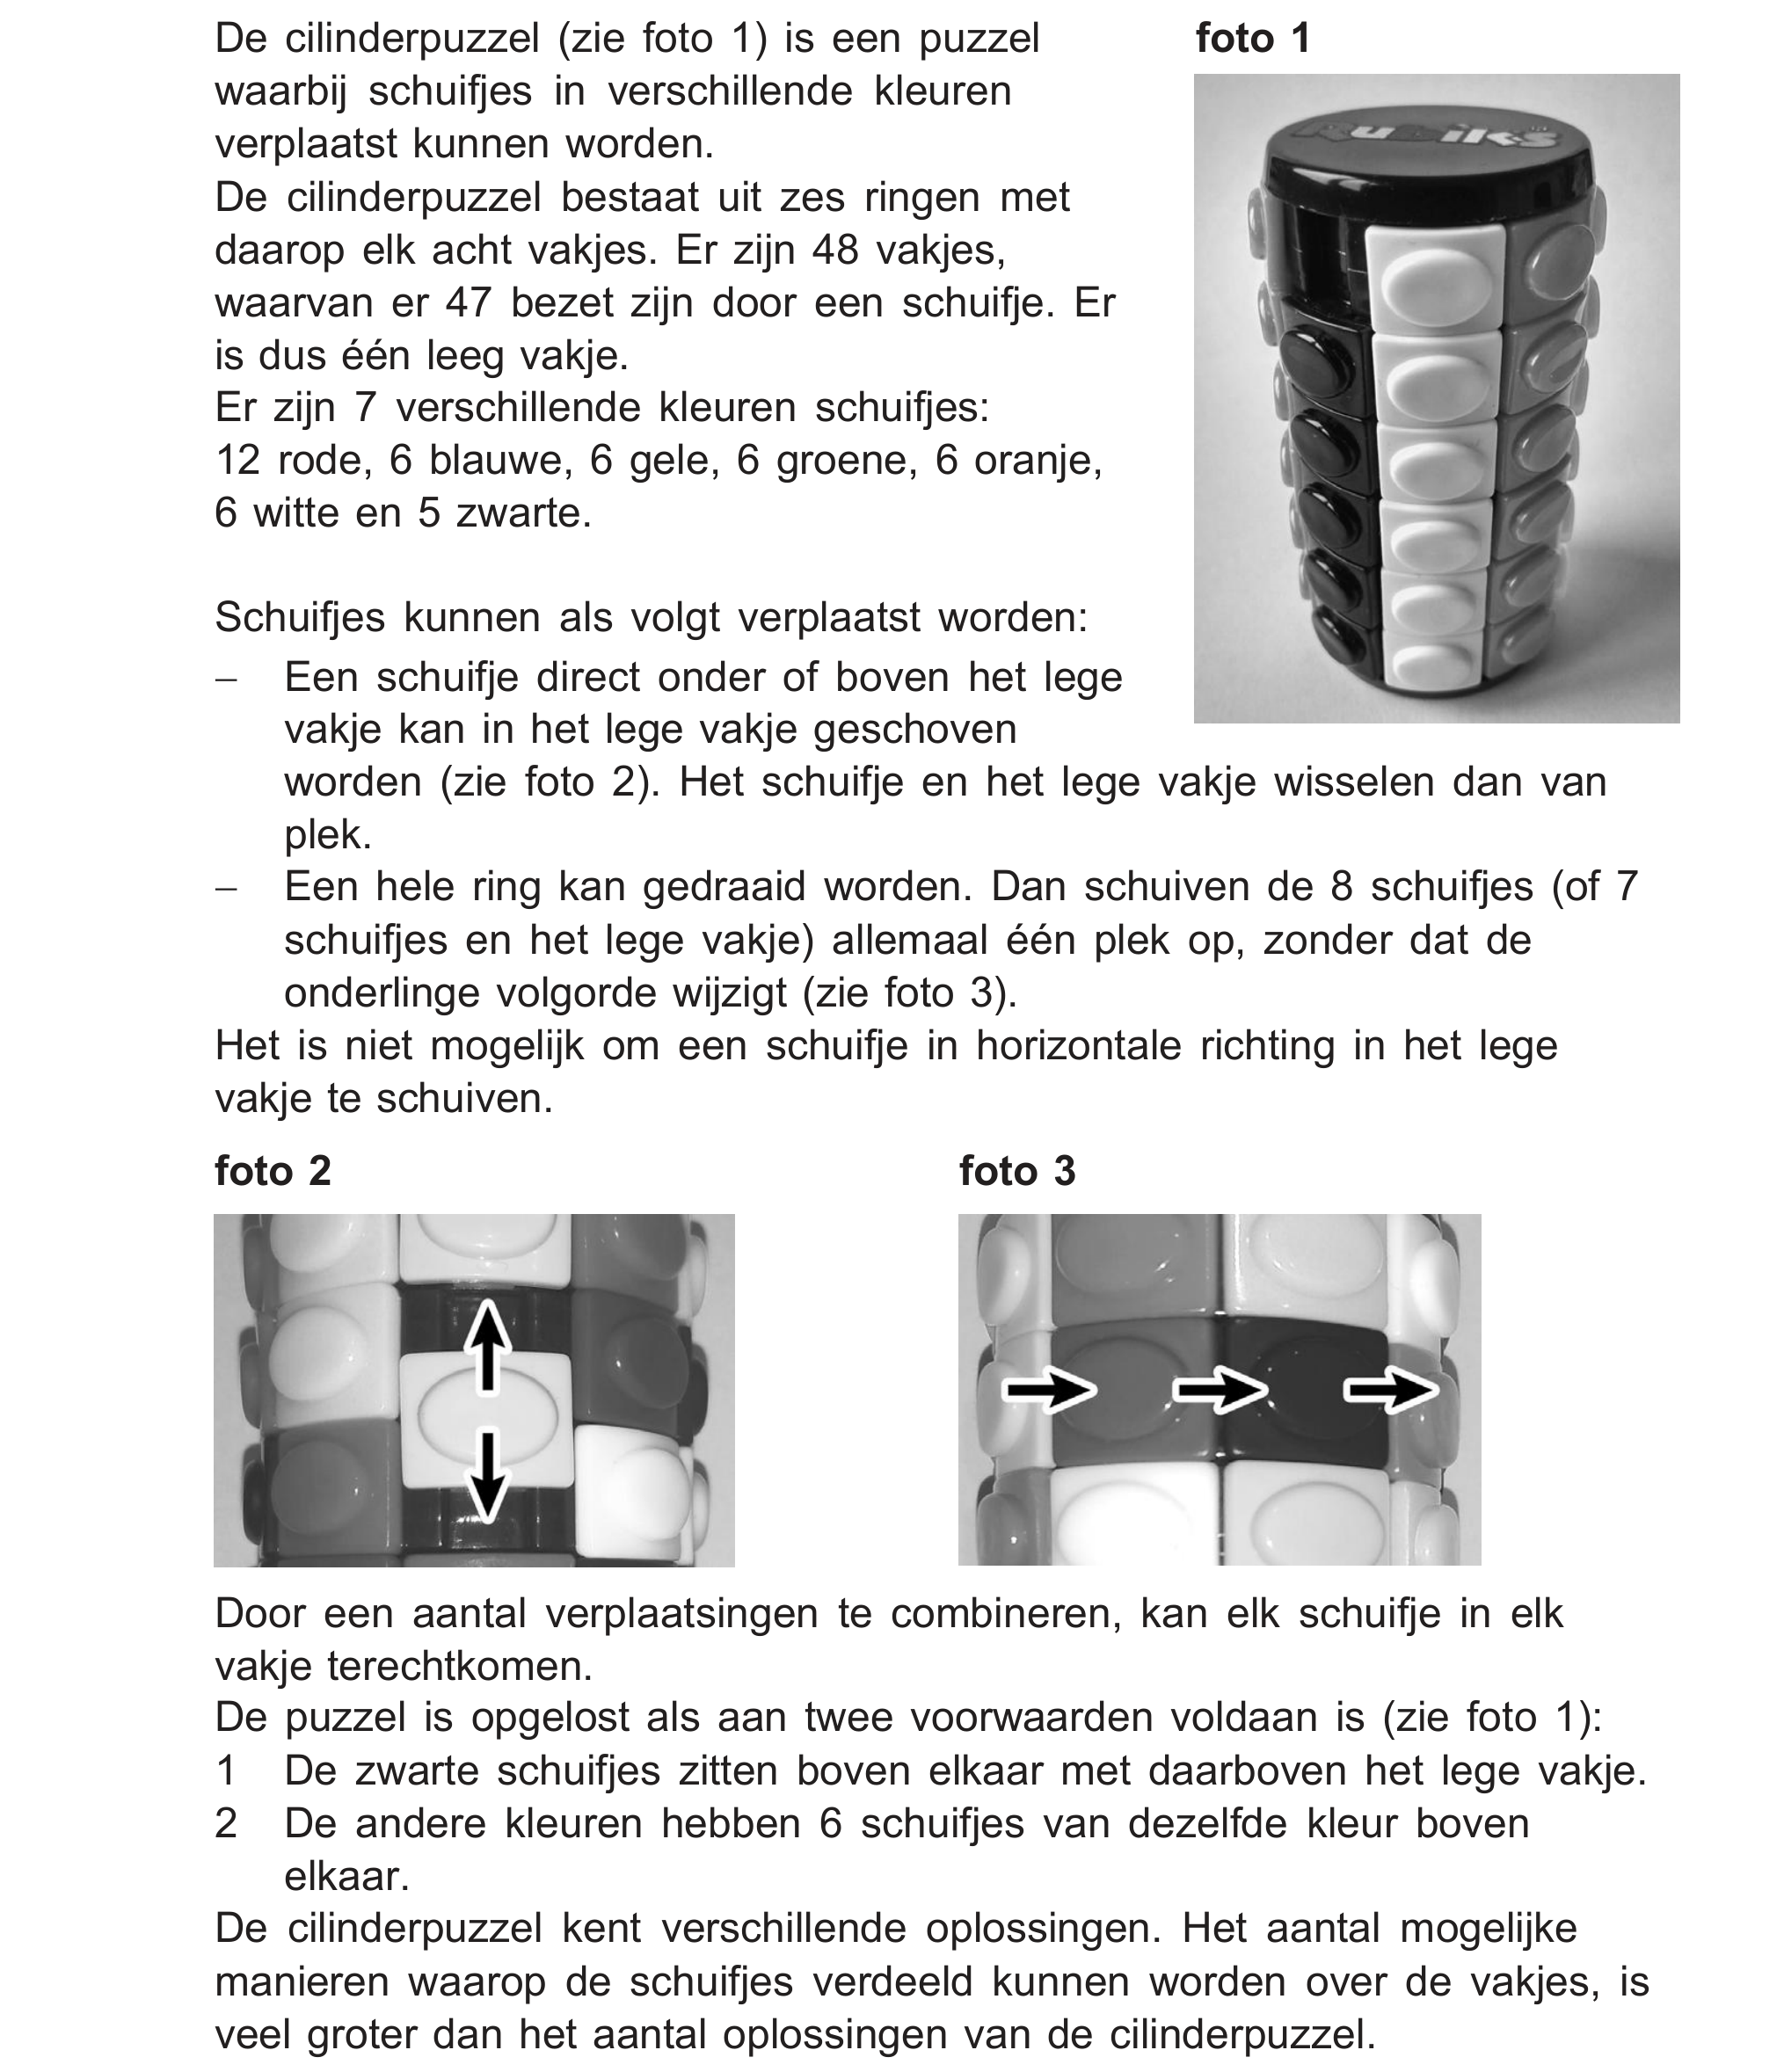 De cilinderpuzzel (zie foto 1) is een puzzel
waarbij schuifjes in verschillende kleuren
verplaatst kunnen worden.
De cilinderpuzzel bestaat uit zes ringen met
daarop elk acht vakjes. Er zijn 48 vakjes,
waarvan er 47 bezet zijn door een schuifje. Er
is dus één leeg vakje.
Er zijn 7 verschillende kleuren schuifjes:
12 rode, 6 blauwe, 6 gele, 6 groene, 6 oranje,
6 witte en 5 zwarte.
foto 1
Rubik's
Schuifjes kunnen als volgt verplaatst worden:
– Een schuifje direct onder of boven het lege
vakje kan in het lege vakje geschoven
worden (zie foto 2). Het schuifje en het lege vakje wisselen dan van
plek.
– Een hele ring kan gedraaid worden. Dan schuiven de 8 schuifjes (of 7
schuifjes en het lege vakje) allemaal één plek op, zonder dat de
onderlinge volgorde wijzigt (zie foto 3).
Het is niet mogelijk om een schuifje in horizontale richting in het lege
vakje te schuiven.
foto 2
foto 3
Door een aantal verplaatsingen te combineren, kan elk schuifje in elk
vakje terechtkomen.
De puzzel is opgelost als aan twee voorwaarden voldaan is (zie foto 1):
1 De zwarte schuifjes zitten boven elkaar met daarboven het lege vakje.
2 De andere kleuren hebben 6 schuifjes van dezelfde kleur boven
elkaar.
De cilinderpuzzel kent verschillende oplossingen. Het aantal mogelijke
manieren waarop de schuifjes verdeeld kunnen worden over de vakjes, is
veel groter dan het aantal oplossingen van de cilinderpuzzel.